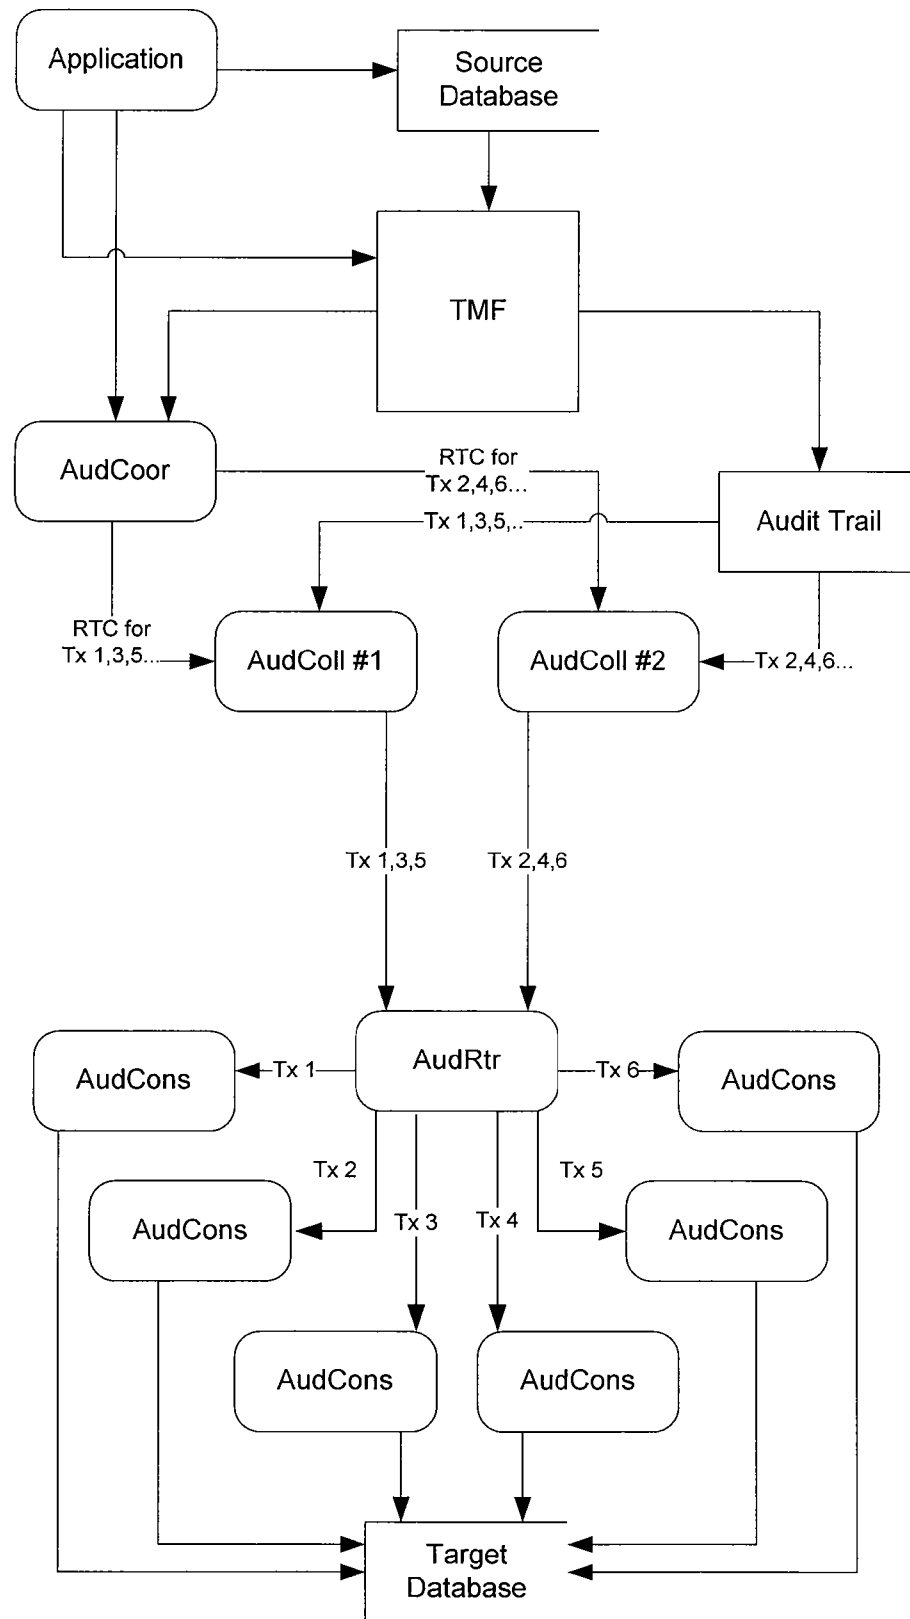 Application
Source
Database
TMF
AudCoor
RTC for
Tx 2,4,6...
Tx 1,3,5,..
Audit Trail
RTC for
Tx 1,3,5...
AudColl #1
AudColl #2
Tx 2,4,6...
Tx 1,3,5
Tx 2,4,6
AudCons
Tx 1
AudRtr
Tx 6
AudCons
Tx 2
Tx 5
AudCons
Tx 3
Tx 4
AudCons
AudCons
AudCons
Target
Database